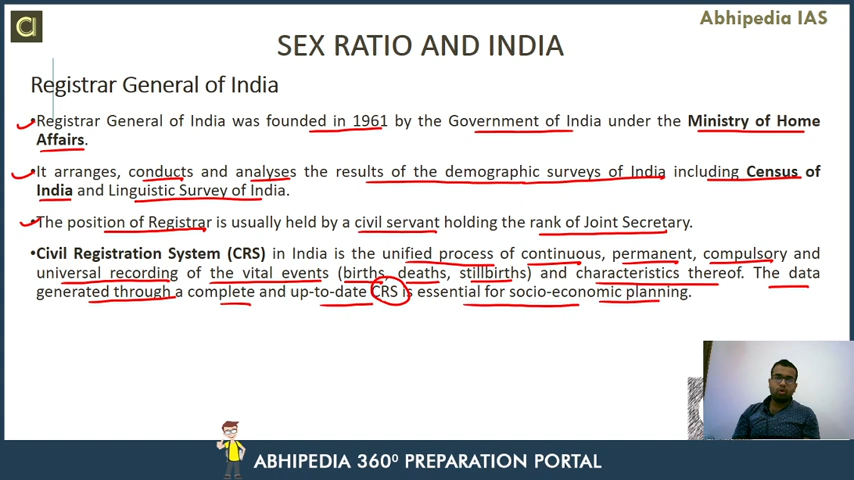 Abhipedia IAS
SEX RATIO AND INDIA
Registrar General of India
•Registrar General of India was founded in 1961 by the Government of India under the Ministry of Home
Affairs.
•It arranges, conducts and analyses the results of the demographic surveys of India including Census of
India and Linguistic Survey of India.
•The position of Registrar is usually held by a civil servant holding the rank of Joint Secretary.
•Civil Registration System (CRS) in India is the unified process of continuous, permanent, compulsory and
universal recording of the vital events (births, deaths, stillbirths) and characteristics thereof. The data
generated through a complete and up-to-date CRS is essential for socio-economic planning.
ABHIPEDIA 360⁰ PREPARATION PORTAL